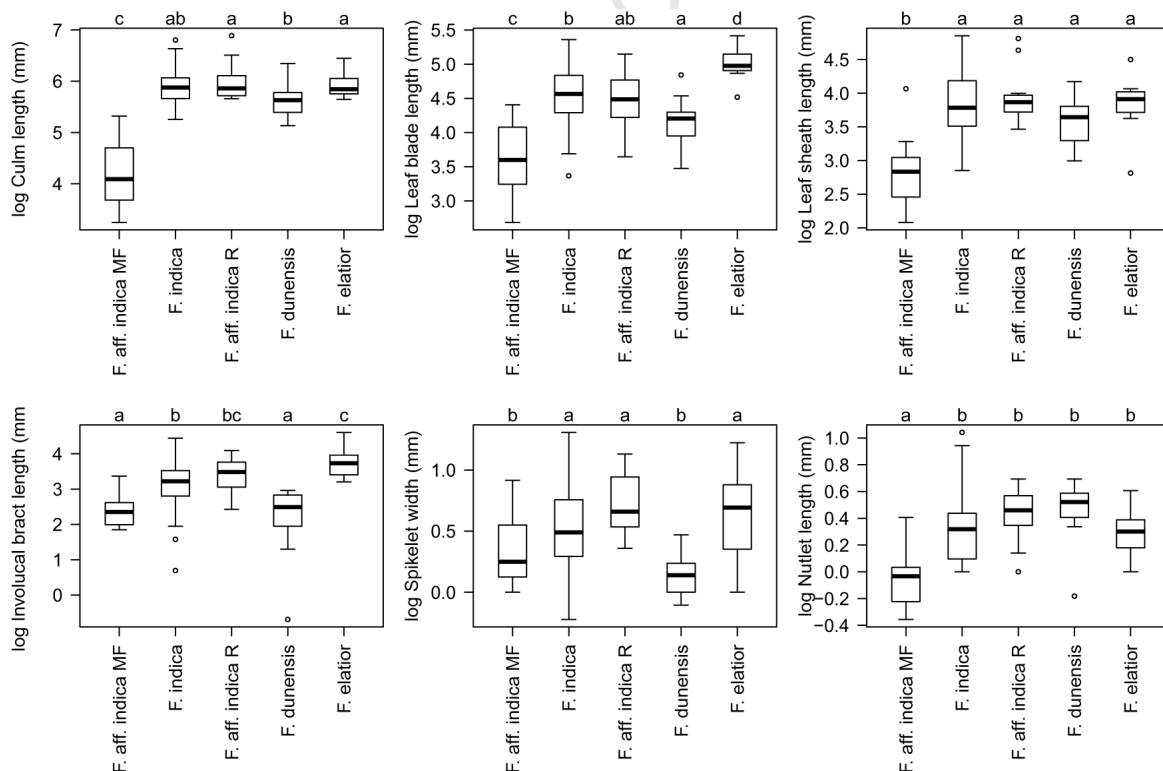 c ab a b a
log Culm length (mm)
7
6
5
4
F. aff. indica MF
F. indica
F. aff. indica R
F. dunensis
F. elatior
c b ab a d
log Leaf blade length (mm)
5.5
5.0
4.5
4.0
3.5
3.0
F. aff. indica MF
F. indica
F. aff. indica R
F. dunensis
F. elatior
b a a a a
log Leaf sheath length (mm)
4.5
4.0
3.5
3.0
2.5
2.0
F. aff. indica MF
F. indica
F. aff. indica R
F. dunensis
F. elatior
a b bc a c
log Involucal bract length (mm
4
3
2
0
F. aff. indica MF
F. indica
F. aff. indica R
F. dunensis
F. elatior
b a a b a
log Spikelet width (mm)
1.0
0.5
0.0
F. aff. indica MF
F. indica
F. aff. indica R
F. dunensis
F. elatior
a b b b b
log Nutlet length (mm)
1.0
0.8
0.6
0.4
0.2
0.0
−0.2
−0.4
F. aff. indica MF
F. indica
F. aff. indica R
F. dunensis
F. elatior